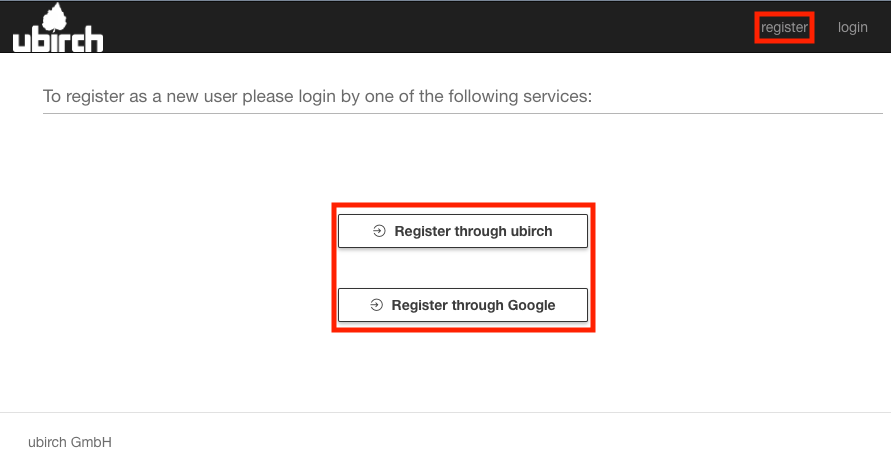 ubirch
register
login
To register as a new user please login by one of the following services:
Register through ubirch
Register through Google
ubirch GmbH